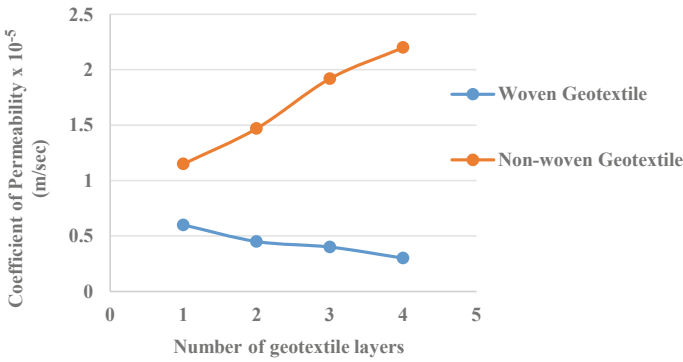 Coefficient of Permeability x 10-5
(m/sec)
2.5
2
1.5
1
0.5
0
0 1 2 3 4 5
Number of geotextile layers
Woven Geotextile
Non-woven Geotextile